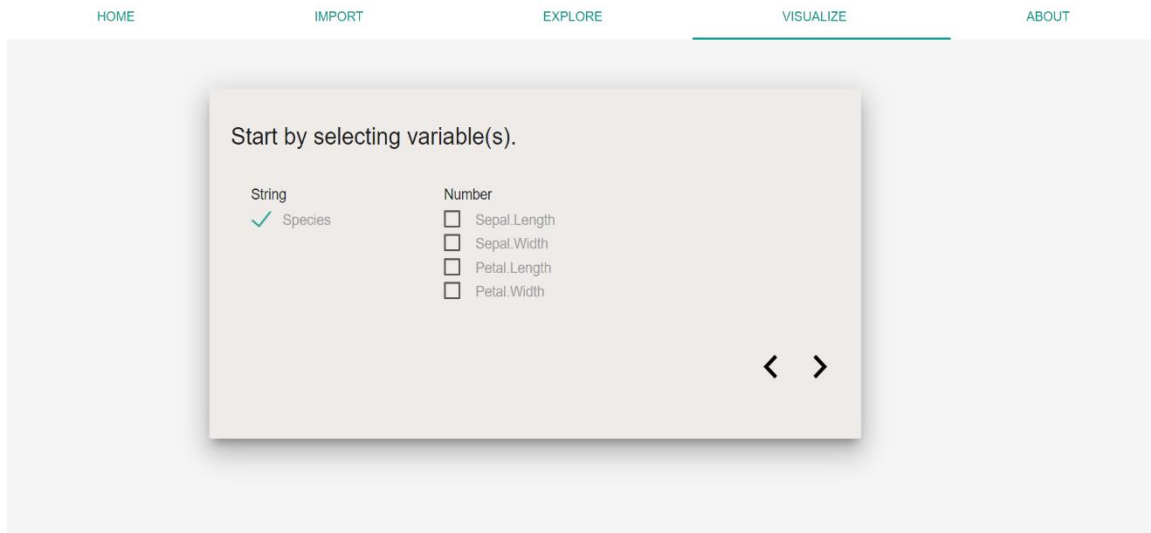 HOME IMPORT EXPLORE VISUALIZE ABOUT
Start by selecting variable(s).
String
Species
Number
Sepal.Length
Sepal.Width
Petal.Length
Petal.Width